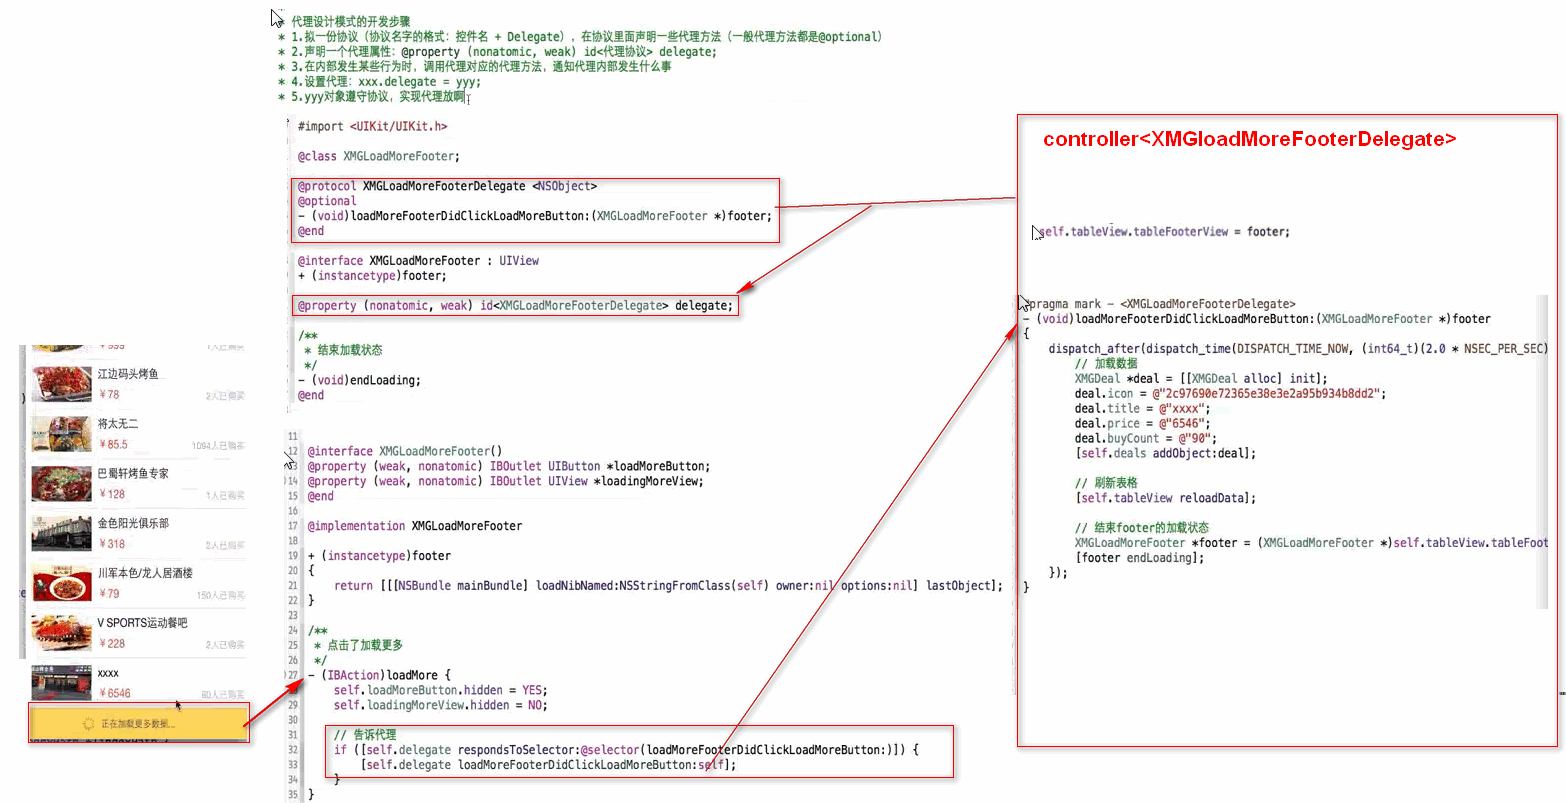 * 代理设计模式的开发步骤
* 1.拟一份协议（协议名字的格式：控件名 + Delegate），在协议里面声明一些代理方法（一般代理方法都是@optional）
* 2.声明一个代理属性：@property (nonatomic, weak) id<代理协议> delegate;
* 3.在内部发生某些行为时，调用代理对应的代理方法，通知代理内部发生什么事
* 4.设置代理：xxx.delegate = yyy;
* 5.yyy对象遵守协议，实现代理放啊
#import <UIKit/UIKit.h>
@class XMGLoadMoreFooter;
@protocol XMGLoadMoreFooterDelegate <NSObject>
@optional
- (void)loadMoreFooterDidClickLoadMoreButton:(XMGLoadMoreFooter *)footer;
@end
@interface XMGLoadMoreFooter : UIView
+ (instancetype)footer;
@property (nonatomic, weak) id<XMGLoadMoreFooterDelegate> delegate;
/**
* 结束加载状态
*/
- (void)endLoading;
@end
11
12 @interface XMGLoadMoreFooter()
13 @property (weak, nonatomic) IBOutlet UIButton *loadMoreButton;
14 @property (weak, nonatomic) IBOutlet UIView *loadingMoreView;
15 @end
16
17 @implementation XMGLoadMoreFooter
18
19 + (instancetype)footer
20 {
21 return [[[NSBundle mainBundle] loadNibNamed:NSStringFromClass(self) owner:nil options:nil] lastObject];
22 }
23
24 /**
25 * 点击了加载更多
26 */
27 - (IBAction)loadMore {
28 self.loadMoreButton.hidden = YES;
29 self.loadingMoreView.hidden = NO;
30
31 // 告诉代理
32 if ([self.delegate respondsToSelector:@selector(loadMoreFooterDidClickLoadMoreButton:)]) {
33 [self.delegate loadMoreFooterDidClickLoadMoreButton:self];
34 }
35 }
江边码头烤鱼
￥78 2人已购买
将太无二
￥85.5 1094人已购买
巴蜀轩烤鱼专家
￥128 1人已购买
金色阳光俱乐部
￥318 2人已购买
川军本色/龙人居酒楼
￥79 150人已购买
V SPORTS运动餐吧
￥228 2人已购买
xxxx
￥6546 90人已购买
正在加载更多数据...
controller<XMGloadMoreFooterDelegate>
self.tableView.tableFooterView = footer;
pragma mark - <XMGLoadMoreFooterDelegate>
- (void)loadMoreFooterDidClickLoadMoreButton:(XMGLoadMoreFooter *)footer
{
dispatch_after(dispatch_time(DISPATCH_TIME_NOW, (int64_t)(2.0 * NSEC_PER_SEC)
// 加载数据
XMGDeal *deal = [[XMGDeal alloc] init];
deal.icon = @"2c97690e72365e38e3e2a95b934b8dd2";
deal.title = @"xxxx";
deal.price = @"6546";
deal.buyCount = @"90";
[self.deals addObject:deal];
// 刷新表格
[self.tableView reloadData];
// 结束footer的加载状态
XMGLoadMoreFooter *footer = (XMGLoadMoreFooter *)self.tableView.tableFoot
[footer endLoading];
});
}